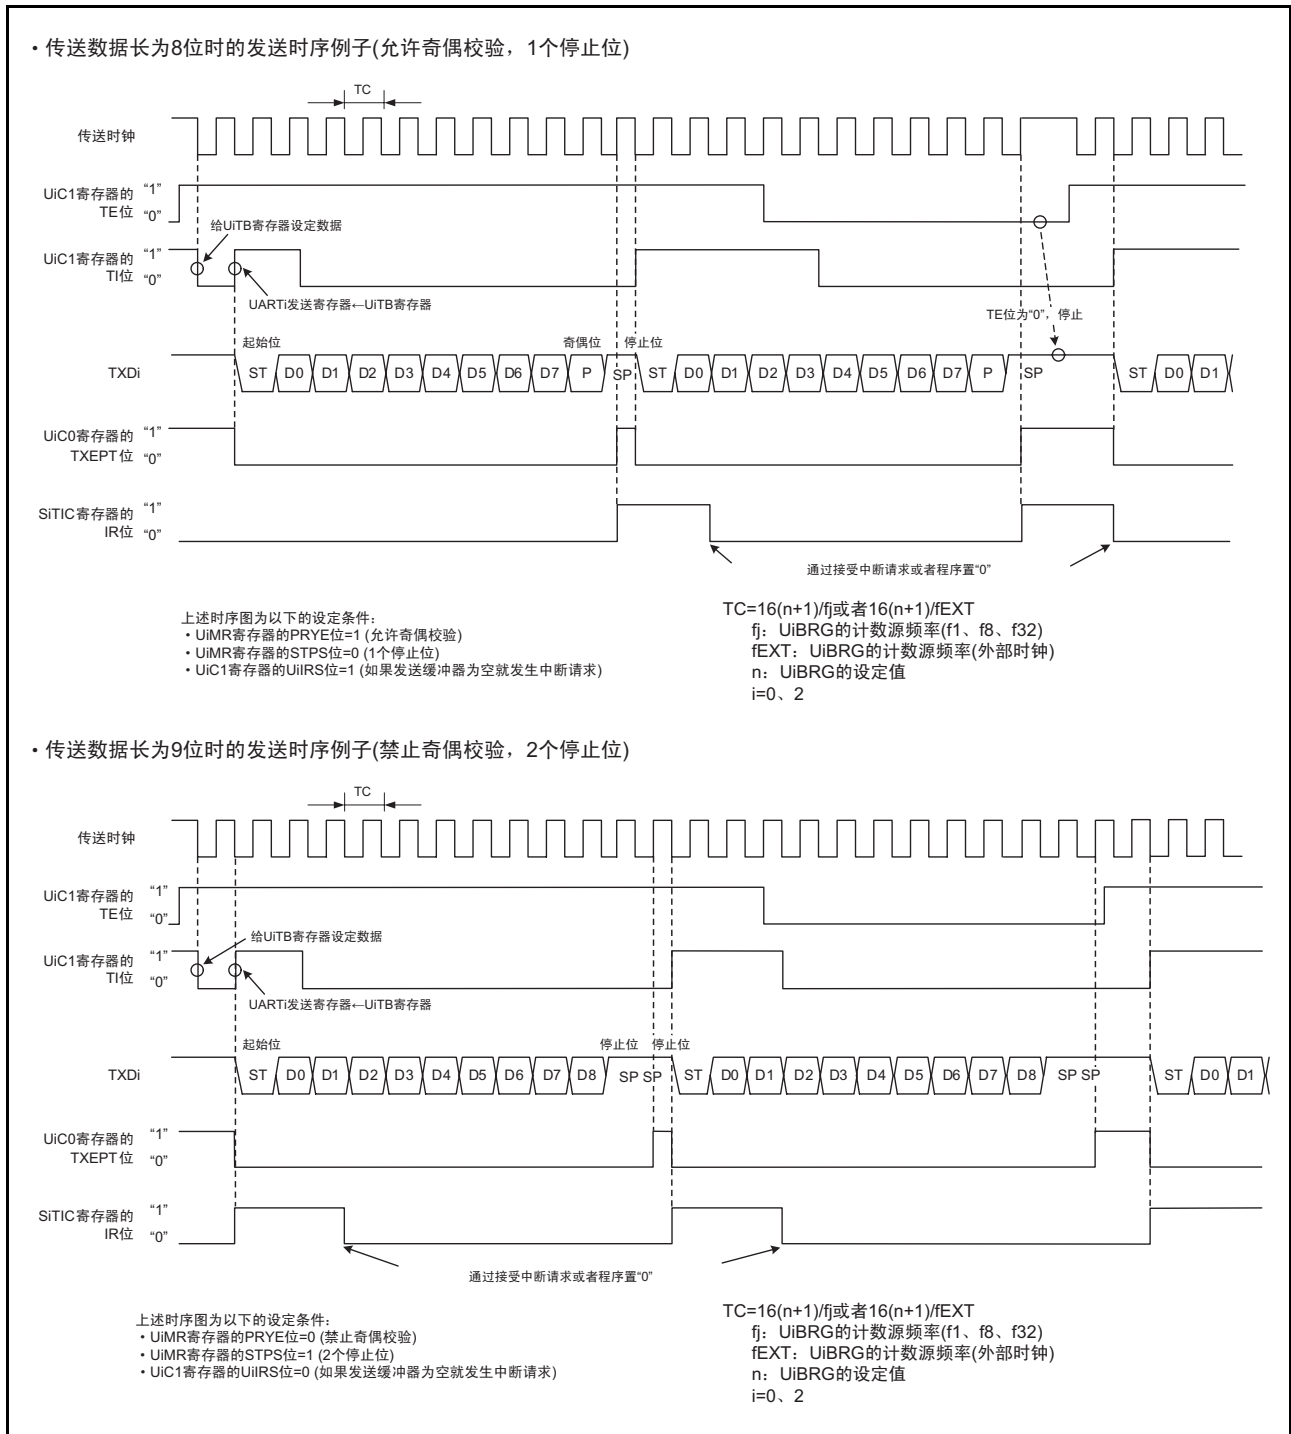 ・传送数据长为8位时的发送时序例子(允许奇偶校验，1个停止位)
TC
传送时钟
UiC1寄存器的 “1”
TE位 “0”
给UiTB寄存器设定数据
UiC1寄存器的 “1”
TI位 “0”
UARTi发送寄存器←UiTB寄存器
TE位为“0”，停止
起始位 奇偶位 停止位
TXDi ST D0 D1 D2 D3 D4 D5 D6 D7 P SP ST D0 D1 D2 D3 D4 D5 D6 D7 P SP ST D0 D1
UiC0寄存器的 “1”
TXEPT位 “0”
SiTIC寄存器的 “1”
IR位 “0”
通过接受中断请求或者程序置“0”
上述时序图为以下的设定条件：
・UiMR寄存器的PRYE位=1 (允许奇偶校验)
・UiMR寄存器的STPS位=0 (1个停止位)
・UiC1寄存器的UiIRS位=1 (如果发送缓冲器为空就发生中断请求)
TC=16(n+1)/fj或者16(n+1)/fEXT
fj：UiBRG的计数源频率(f1、f8、f32)
fEXT：UiBRG的计数源频率(外部时钟)
n：UiBRG的设定值
i=0、2
・传送数据长为9位时的发送时序例子(禁止奇偶校验，2个停止位)
TC
传送时钟
UiC1寄存器的 “1”
TE位 “0”
给UiTB寄存器设定数据
UiC1寄存器的 “1”
TI位 “0”
UARTi发送寄存器←UiTB寄存器
起始位 停止位 停止位
TXDi ST D0 D1 D2 D3 D4 D5 D6 D7 D8 SP SP ST D0 D1 D2 D3 D4 D5 D6 D7 D8 SP SP ST D0 D1
UiC0寄存器的 “1”
TXEPT位 “0”
SiTIC寄存器的 “1”
IR位 “0”
通过接受中断请求或者程序置“0”
上述时序图为以下的设定条件：
・UiMR寄存器的PRYE位=0 (禁止奇偶校验)
・UiMR寄存器的STPS位=1 (2个停止位)
・UiC1寄存器的UiIRS位=0 (如果发送缓冲器为空就发生中断请求)
TC=16(n+1)/fj或者16(n+1)/fEXT
fj：UiBRG的计数源频率(f1、f8、f32)
fEXT：UiBRG的计数源频率(外部时钟)
n：UiBRG的设定值
i=0、2